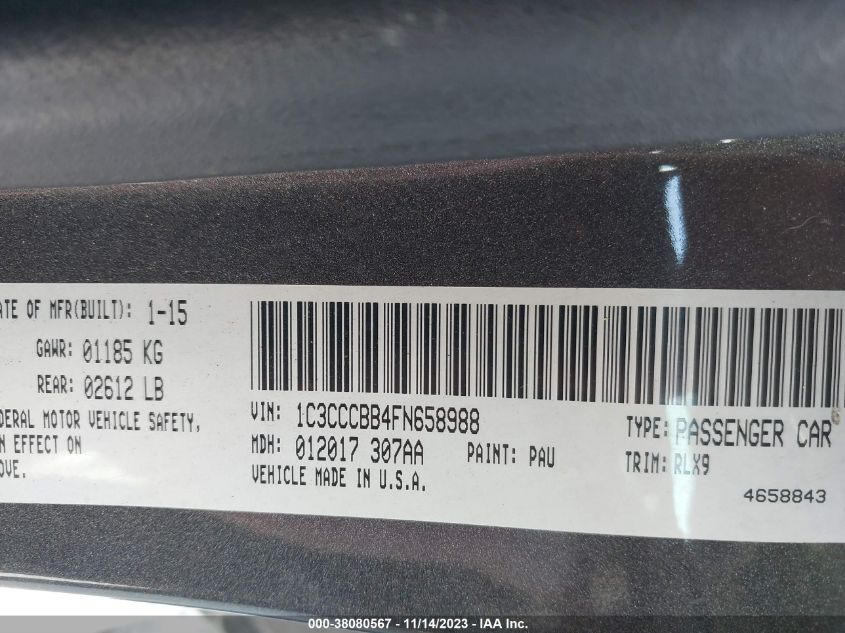 ATE OF MFR(BUILT): 1-15
GAWR: 01185 KG
REAR: 02612 LB
DERAL MOTOR VEHICLE SAFETY,
N EFFECT ON
OVE.
VIN: 1C3CCCBB4FN658988
MDH: 012017 307AA PAINT: PAU
VEHICLE MADE IN U.S.A.
TYPE: PASSENGER CAR
TRIM: RLX9
4658843
000-38080567 - 11/14/2023 - IAA Inc.